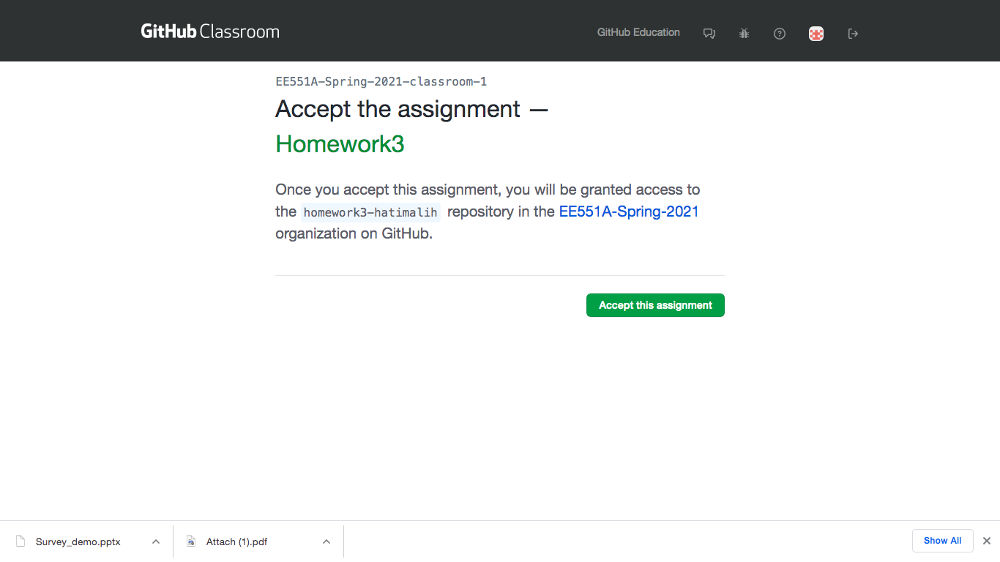 GitHub Classroom
GitHub Education
EE551A-Spring-2021-classroom-1
Accept the assignment —
Homework3
Once you accept this assignment, you will be granted access to
the homework3-hatimalih repository in the EE551A-Spring-2021
organization on GitHub.
Accept this assignment
Survey_demo.pptx
Attach (1).pdf
Show All